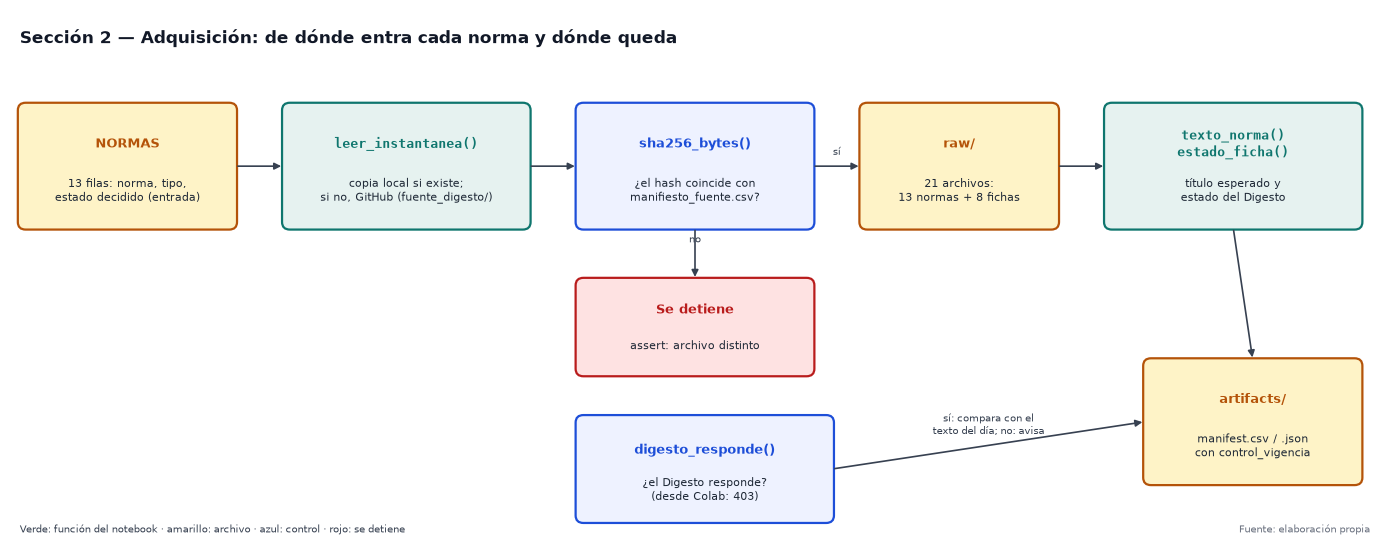 Sección 2 — Adquisición: de dónde entra cada norma y dónde queda
NORMAS
13 filas: norma, tipo,
estado decidido (entrada)
leer_instantanea()
copia local si existe;
si no, GitHub (fuente_digesto/)
sha256_bytes()
¿el hash coincide con
manifiesto_fuente.csv?
sí
raw/
21 archivos:
13 normas + 8 fichas
texto_norma()
estado_ficha()
título esperado y
estado del Digesto
no
Se detiene
assert: archivo distinto
digesto_responde()
¿el Digesto responde?
(desde Colab: 403)
sí: compara con el
texto del día; no: avisa
artifacts/
manifest.csv / .json
con control_vigencia
Verde: función del notebook · amarillo: archivo · azul: control · rojo: se detiene
Fuente: elaboración propia